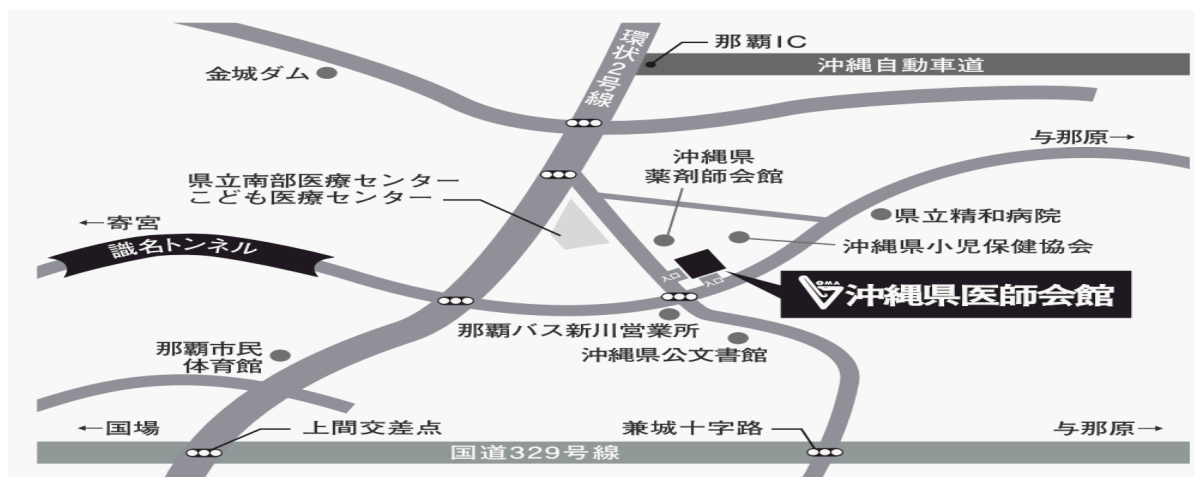 環状2号線
那覇IC
沖縄自動車道
金城ダム
与那原→
沖縄県
薬剤師会館
県立南部医療センター
こども医療センター
←寄宮
識名トンネル
県立精和病院
沖縄県小児保健協会
入口
入口
OMA
沖縄県医師会館
那覇バス新川営業所
沖縄県公文書館
那覇市民
体育館
←国場
上間交差点
兼城十字路
与那原→
国道329号線